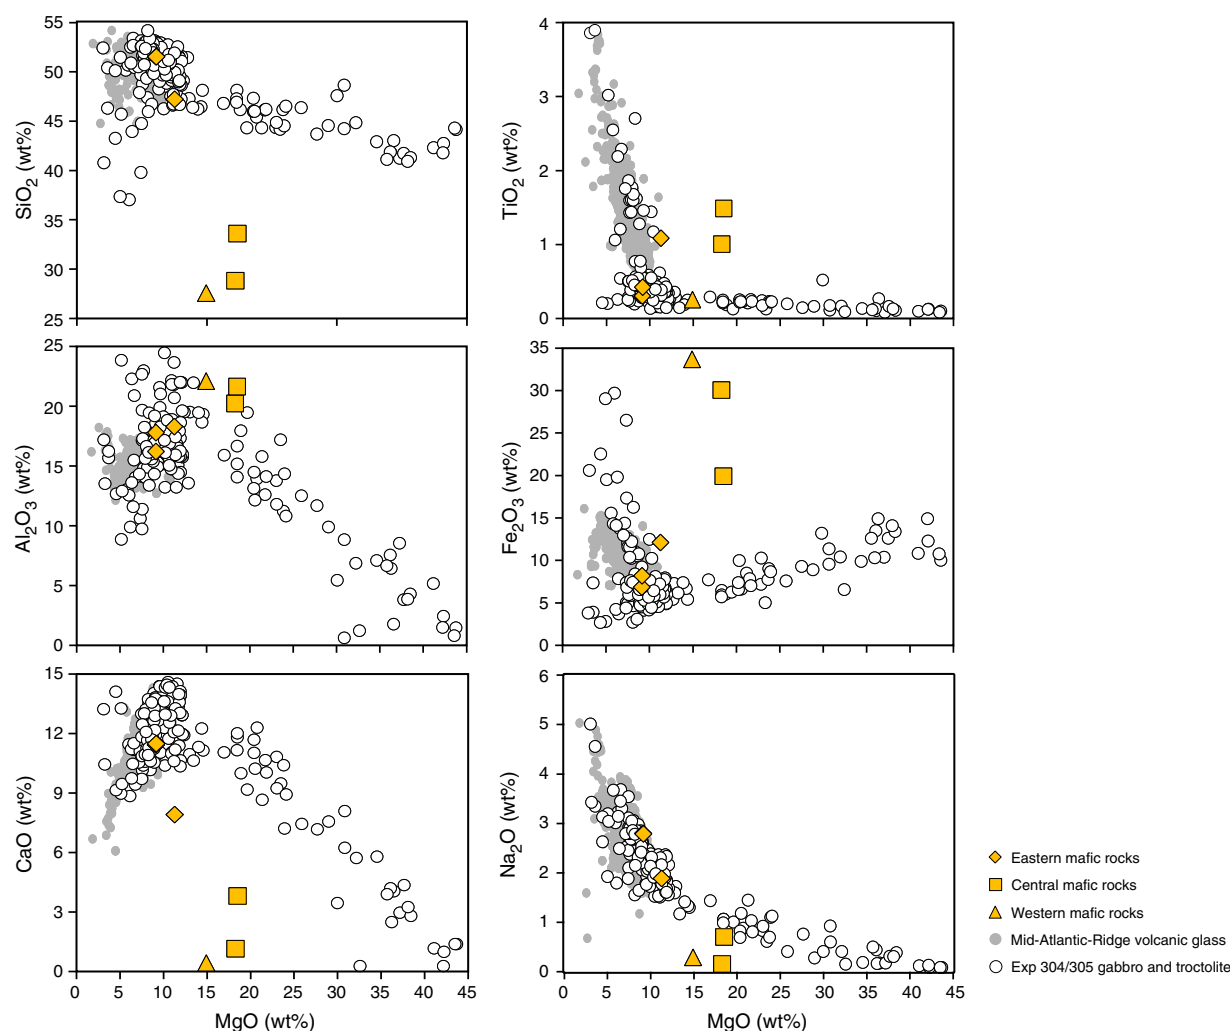 55
50
45
40
35
30
25
SiO2 (wt%)
4
3
2
1
0
TiO2 (wt%)
25
20
15
10
5
0
Al2O3 (wt%)
35
30
25
20
15
10
5
0
Fe2O3 (wt%)
15
12
9
6
3
0
CaO (wt%)
0 5 10 15 20 25 30 35 40 45
MgO (wt%)
6
5
4
3
2
1
0
Na2O (wt%)
0 5 10 15 20 25 30 35 40 45
MgO (wt%)
Eastern mafic rocks
Central mafic rocks
Western mafic rocks
Mid-Atlantic-Ridge volcanic glass
Exp 304/305 gabbro and troctolite